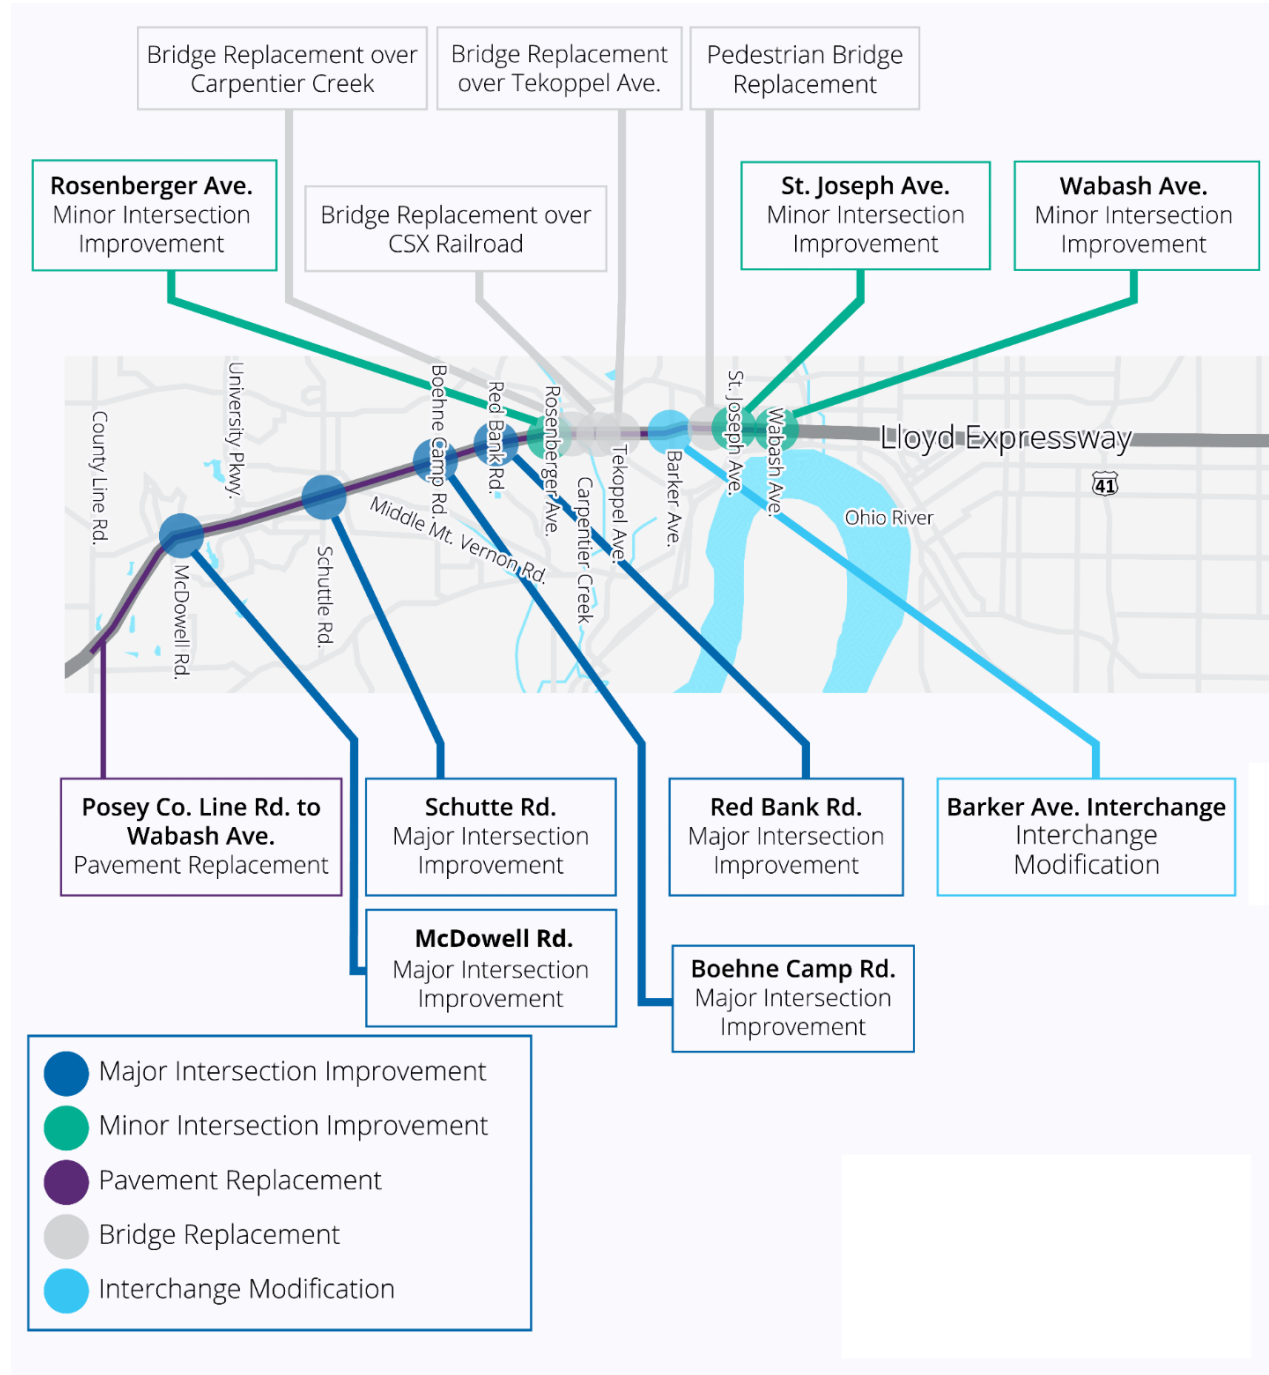 Bridge Replacement over
Carpentier Creek
Bridge Replacement
over Tekoppel Ave.
Pedestrian Bridge
Replacement
Rosenberger Ave.
Minor Intersection
Improvement
Bridge Replacement over
CSX Railroad
St. Joseph Ave.
Minor Intersection
Improvement
Wabash Ave.
Minor Intersection
Improvement
County Line Rd.
University Pkwy.
McDowell Rd.
Schuttle Rd.
Boehne Camp Rd.
Red Bank Rd.
Rosenberger Ave.
Middle Mt. Vernon Rd.
Carpentier Creek
Tekoppel Ave.
Barker Ave.
St. Joseph Ave.
Wabash Ave.
Lloyd Expressway
41
Ohio River
Posey Co. Line Rd. to
Wabash Ave.
Pavement Replacement
Schutte Rd.
Major Intersection
Improvement
Red Bank Rd.
Major Intersection
Improvement
Barker Ave. Interchange
Interchange
Modification
McDowell Rd.
Major Intersection
Improvement
Boehne Camp Rd.
Major Intersection
Improvement
Major Intersection Improvement
Minor Intersection Improvement
Pavement Replacement
Bridge Replacement
Interchange Modification